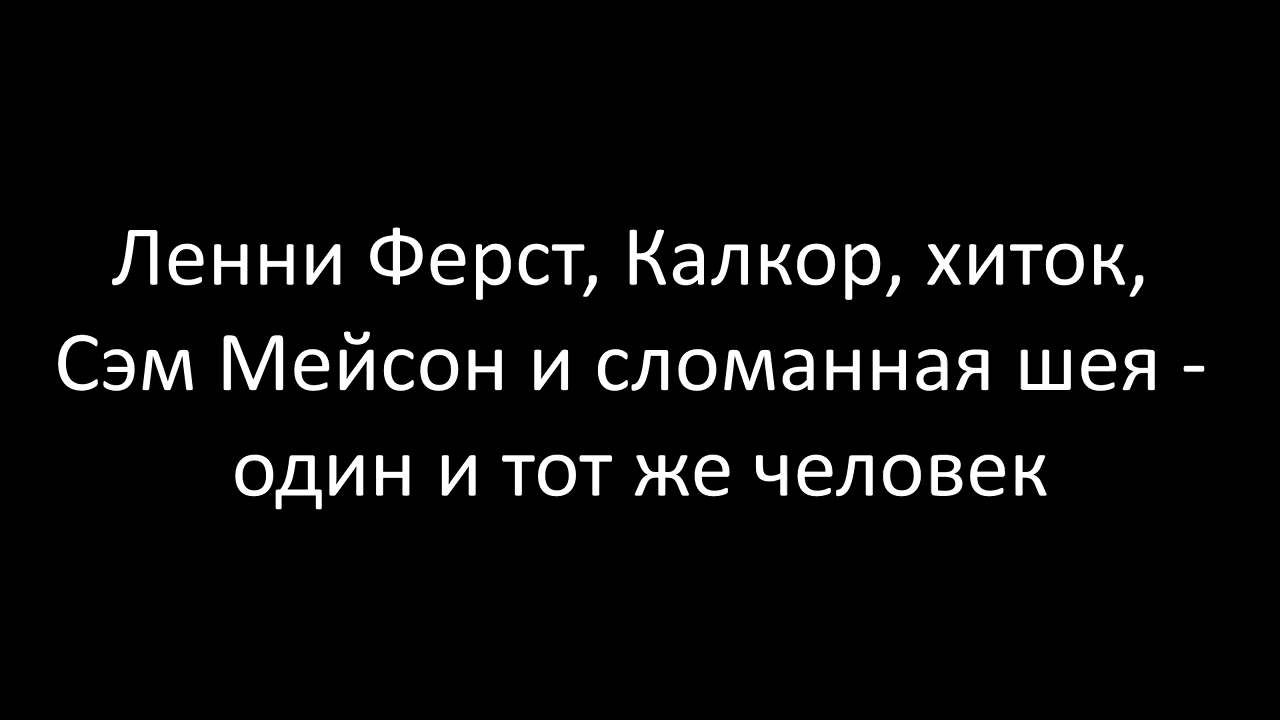 Ленни Ферст, Калкор, хиток,
Сэм Мейсон и сломанная шея -
один и тот же человек